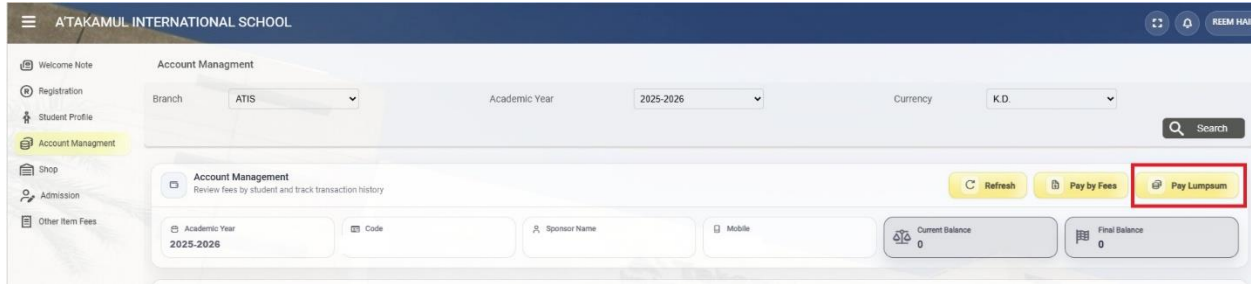 A'TAKAMUL INTERNATIONAL SCHOOL
REEM HAI
Welcome Note
Registration
Student Profile
Account Managment
Shop
Admission
Other Item Fees
Account Managment
Branch ATIS Academic Year 2025-2026 Currency K.D.
Search
Account Management
Review fees by student and track transaction history
Refresh Pay by Fees Pay Lumpsum
Academic Year Code Sponsor Name Mobile Current Balance Final Balance
2025-2026 0 0